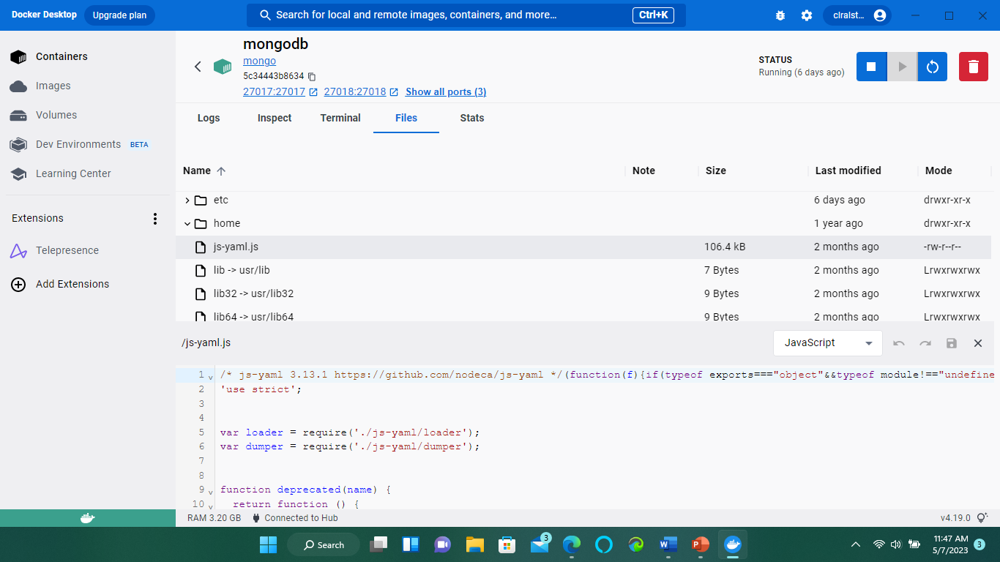 Docker Desktop
Upgrade plan
Search for local and remote images, containers, and more...
Ctrl+K
clralst...
Containers
Images
Volumes
Dev Environments BETA
Learning Center
Extensions
Telepresence
Add Extensions
mongodb
mongo
5c34443b8634
27017:27017 27018:27018 Show all ports (3)
STATUS
Running (6 days ago)
Logs Inspect Terminal Files Stats
Name Note Size Last modified Mode
etc 6 days ago drwxr-xr-x
home 1 year ago drwxr-xr-x
js-yaml.js 106.4 kB 2 months ago -rw-r--r--
lib -> usr/lib 7 Bytes 2 months ago Lrwxrwxrwx
lib32 -> usr/lib32 9 Bytes 2 months ago Lrwxrwxrwx
lib64 -> usr/lib64 9 Bytes 2 months ago Lrwxrwxrwx
/js-yaml.js JavaScript
1 /* js-yaml 3.13.1 https://github.com/nodeca/js-yaml */(function(f){if(typeof exports==="object"&&typeof module!=="undefine
2 'use strict';
3
4
5 var loader = require('./js-yaml/loader');
6 var dumper = require('./js-yaml/dumper');
7
8
9 function deprecated(name) {
10 return function () {
RAM 3.20 GB Connected to Hub v4.19.0
Search
3
11:47 AM
5/7/2023
3